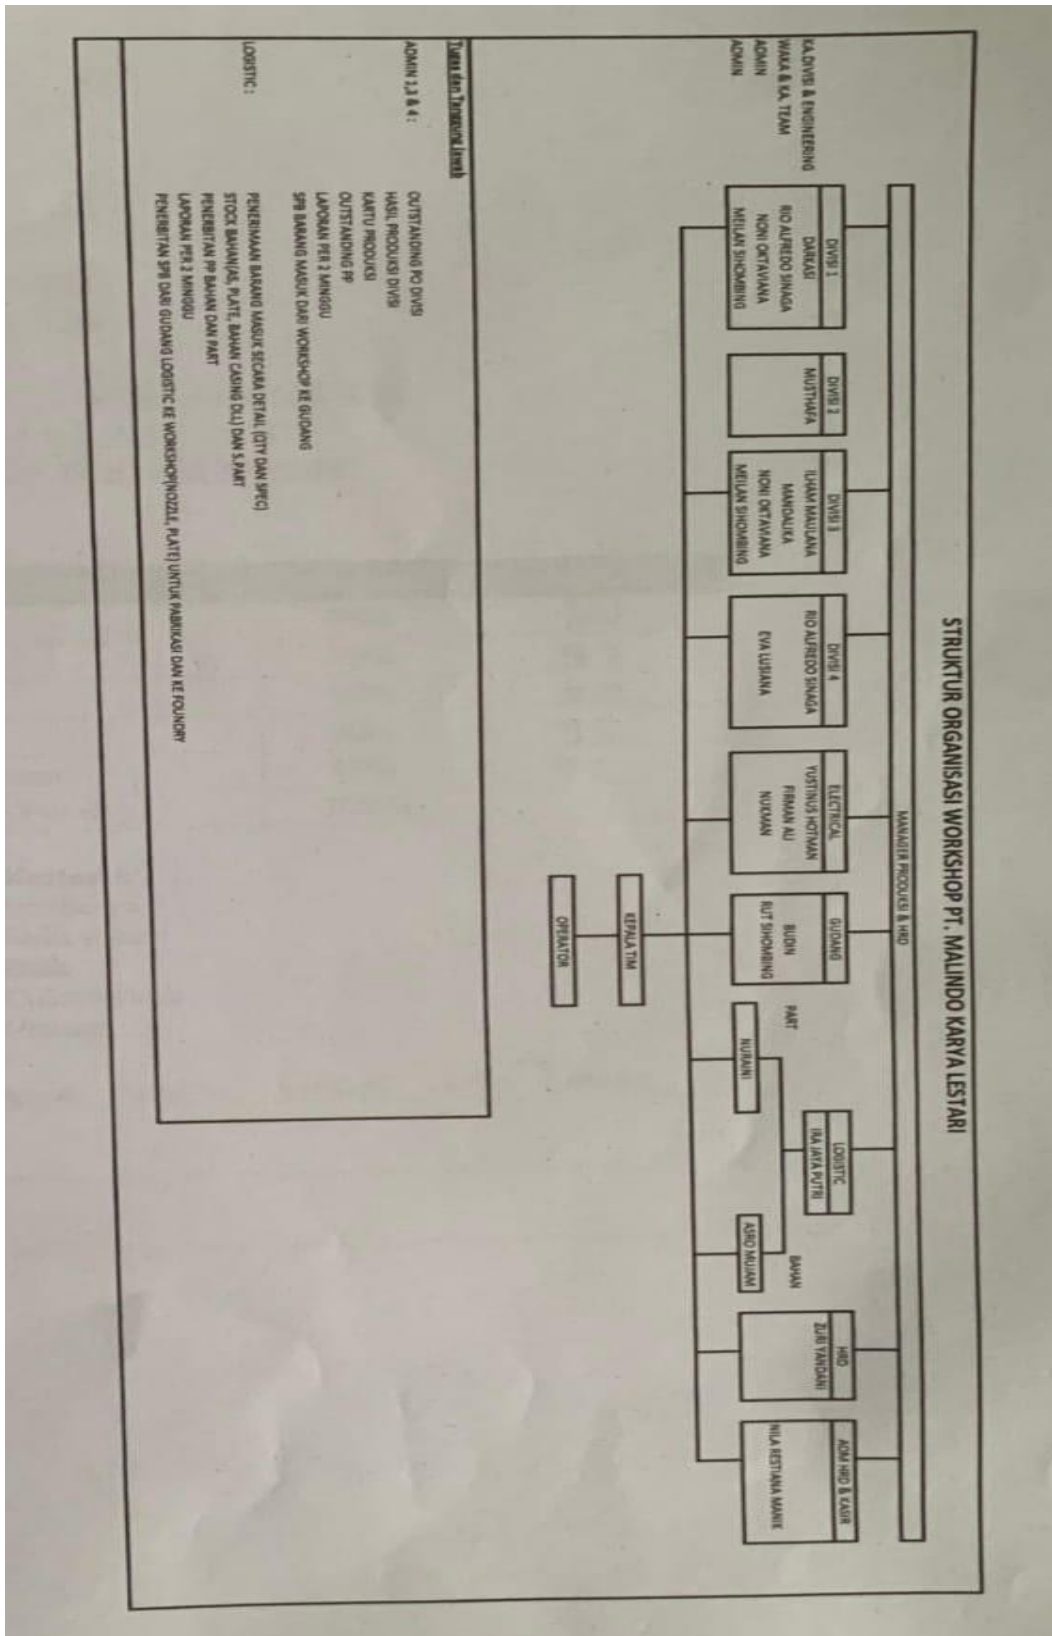 STRUKTUR ORGANISASI WORKSHOP PT. MALINDO KARYA LESTARI
MANAGER PRODUKSI & HRD
KA.DIVISI & ENGINEERING
WAKA & KA. TEAM
ADMIN
ADMIN
DIVISI 1
DARKASI
RIO ALFREDO SINAGA
NONI OKTAVIANA
MEILAN SIHOMBING
DIVISI 2
MUSTHAFA
DIVISI 3
ILHAM MAULANA
MANDALIKA
NONI OKTAVIANA
MEILAN SIHOMBING
DIVISI 4
RIO ALFREDO SINAGA
EVA LUSIANA
ELECTRICAL
YUSTINUS HOTMAN
FIRMAN ALI
NUKMAN
GUDANG
BUDIN
RUT SIHOMBING
LOGISTIC
IRA JAYA PUTRI
PART
NURAINI
BAHAN
ASRO MUJAM
HRD
ZURI YANDANI
ADM HRD & KASIR
NILA RESTIANA MANIK
KEPALA TIM
OPERATOR
Tugas dan Tanggung Jawab
ADMIN 1,3 & 4 :
OUTSTANDING PO DIVISI
HASIL PRODUKSI DIVISI
KARTU PRODUKSI
OUTSTANDING PP
LAPORAN PER 2 MINGGU
SPB BARANG MASUK DARI WORKSHOP KE GUDANG
LOGISTIC :
PENERIMAAN BARANG MASUK SECARA DETAIL (QTY DAN SPEC)
STOCK BAHAN(AS, PLATE, BAHAN CASING DLL) DAN S.PART
PENERBITAN PP BAHAN DAN PART
LAPORAN PER 2 MINGGU
PENERBITAN SPB DARI GUDANG LOGISTIC KE WORKSHOP(NOZZLE, PLATE) UNTUK PABRIKASI DAN KE FOUNDRY